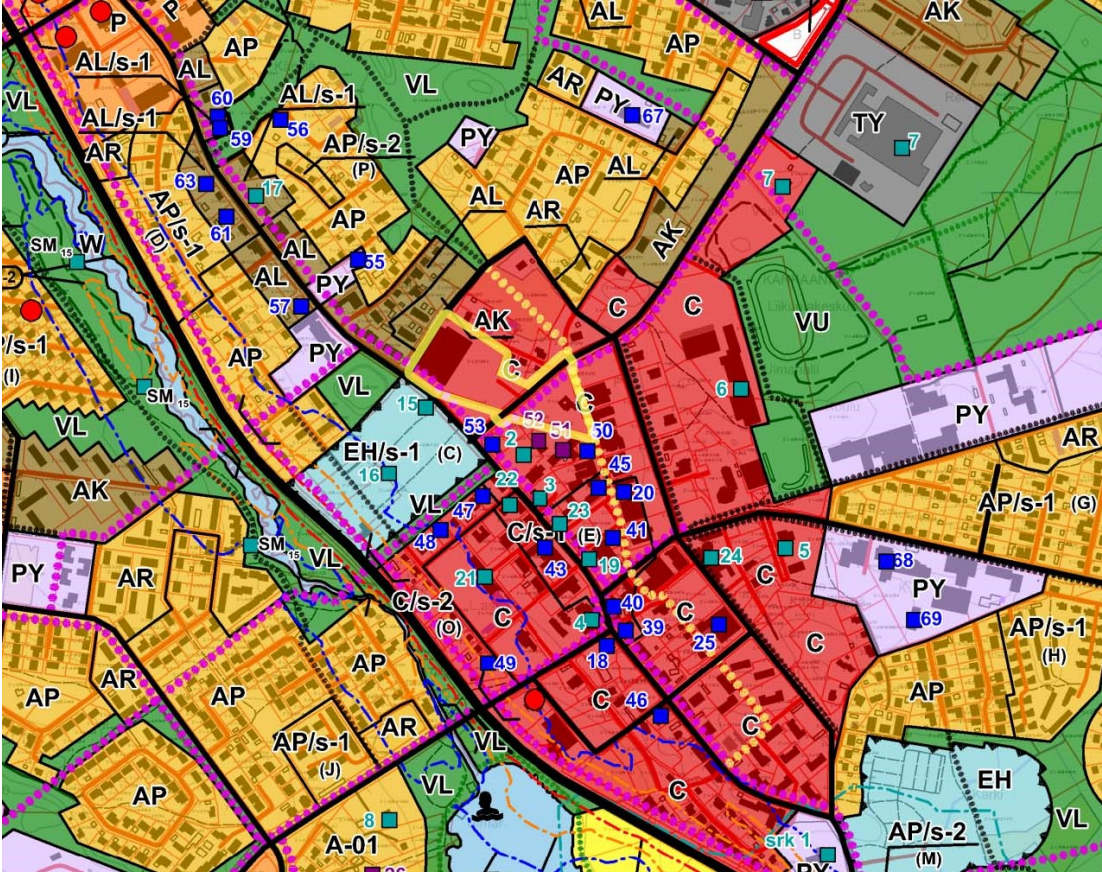 P
P
AL
AK
AP
AP
AL/s-1
AL
AR
VL
PY
67
VL
60
AL/s-1
59
56
AL/s-1
TY
7
PY
AR
AP/s-2
(P)
AP
AL
63
17
7
AP/s-1
(D)
AL
AR
61
AP
SM 15
W
AL
AK
55
AL
PY
57
C
C
AK
VU
/s-1
(I)
AP
PY
C
SM 15
VL
15
6
C
PY
VL
53
52
51
50
AR
EH/s-1 (C)
2
45
16
AK
22
3
20
AP/s-1 (G)
VL
47
23
48
C/s-1 (E)
41
SM 15
VL
43
19
24
5
C
68
PY
AR
21
C
PY
C/s-2
(O)
40
C
4
39
25
C
69
AP/s-1
(H)
18
AP
49
AP
AR
AP
AP
C
46
C
AR
AP/s-1
(J)
VL
EH
VL
C
AP
VL
8
srk 1
AP/s-2
(M)
A-01
PY